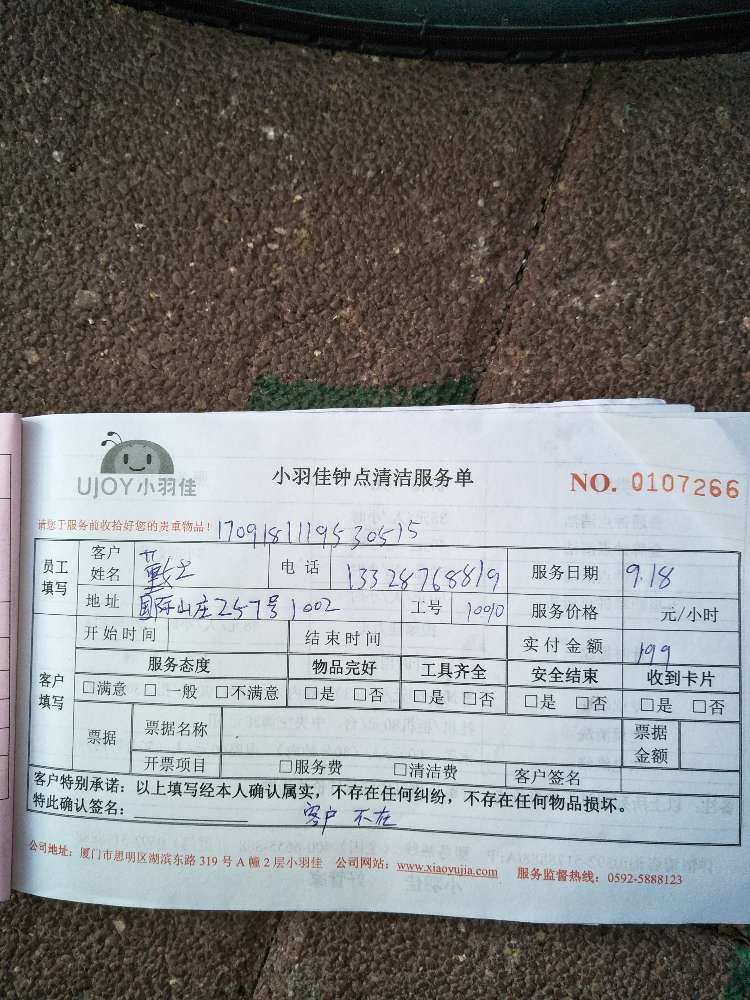 UJOY小羽佳
小羽佳钟点清洁服务单
NO. 0107266
请您于服务前收拾好您的贵重物品!
1709181119530515
员工填写 客户姓名 电话 13328768819 服务日期 9.18
地址 国际山庄257号1002 工号 1090 服务价格 元/小时
开始时间 结束时间 实付金额 199
客户填写 服务态度 物品完好 工具齐全 安全结束 收到卡片
□满意 □一般 □不满意 □是 □否 □是 □否 □是 □否 □是 □否
票据 票据名称 票据金额
开票项目 □服务费 □清洁费 客户签名
客户特别承诺:以上填写经本人确认属实,不存在任何纠纷,不存在任何物品损坏。
特此确认签名: 客户不在
公司地址:厦门市思明区湖滨东路 319 号 A 幢 2 层小羽佳 公司网站:www.xiaoyujia.com 服务监督热线:0592-5888123